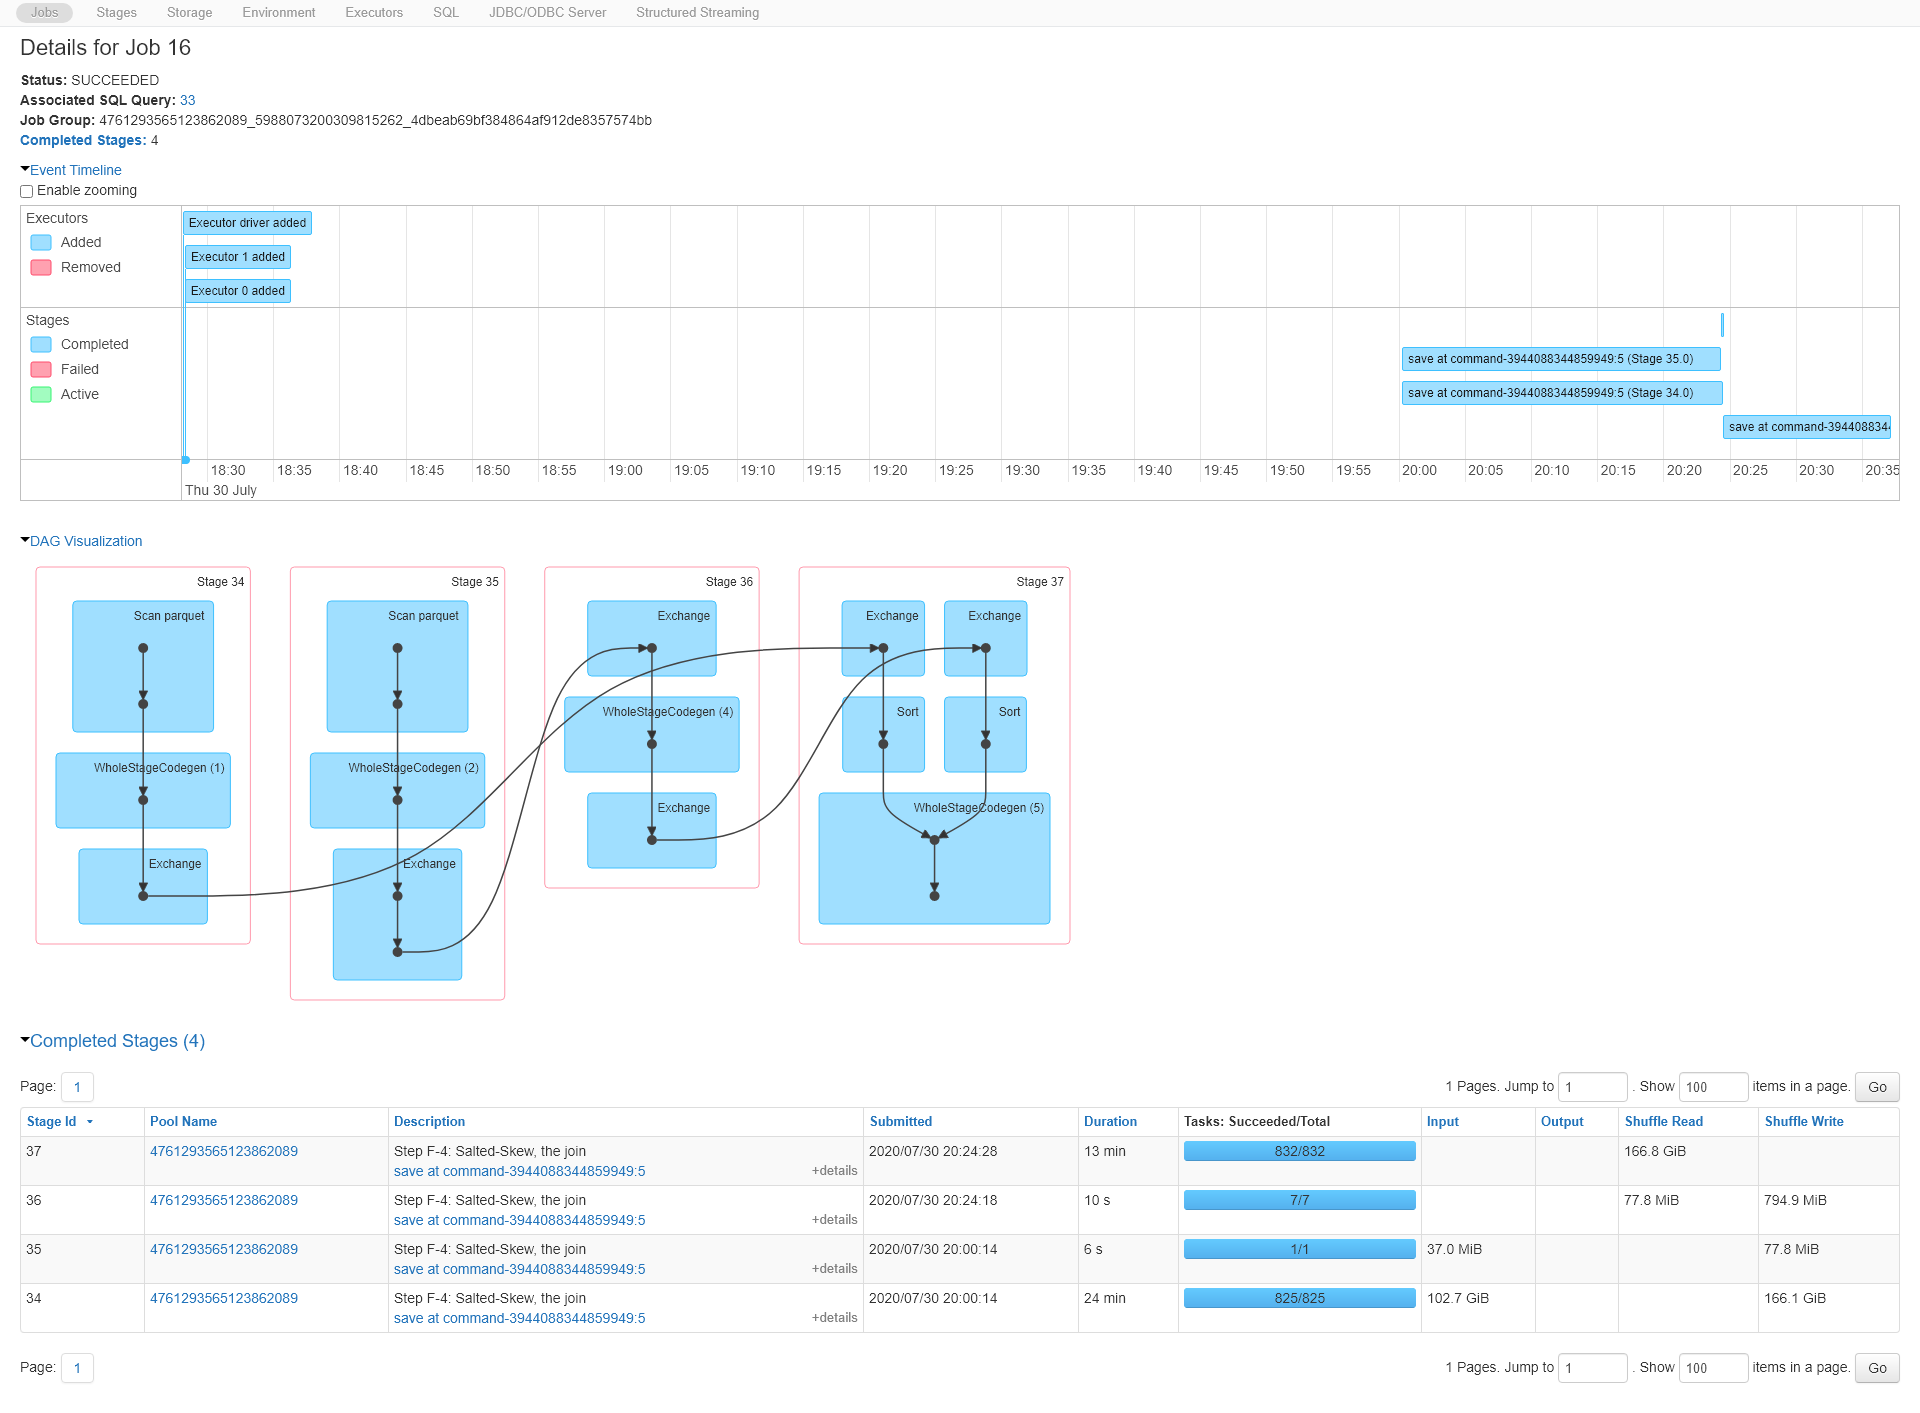 Jobs Stages Storage Environment Executors SQL JDBC/ODBC Server Structured Streaming
Details for Job 16
Status: SUCCEEDED
Associated SQL Query: 33
Job Group: 4761293565123862089_5988073200309815262_4dbeab69bf384864af912de8357574bb
Completed Stages: 4
Event Timeline
Enable zooming
Executors
Added
Removed
Executor driver added
Executor 1 added
Executor 0 added
Stages
Completed
Failed
Active
save at command-3944088344859949:5 (Stage 35.0)
save at command-3944088344859949:5 (Stage 34.0)
save at command-394408834
18:30 18:35 18:40 18:45 18:50 18:55 19:00 19:05 19:10 19:15 19:20 19:25 19:30 19:35 19:40 19:45 19:50 19:55 20:00 20:05 20:10 20:15 20:20 20:25 20:30 20:35
Thu 30 July
DAG Visualization
Stage 34
Scan parquet
WholeStageCodegen (1)
Exchange
Stage 35
Scan parquet
WholeStageCodegen (2)
Exchange
Stage 36
Exchange
WholeStageCodegen (4)
Exchange
Stage 37
Exchange Exchange
Sort Sort
WholeStageCodegen (5)
Completed Stages (4)
Page: 1 1 Pages. Jump to 1 . Show 100 items in a page. Go
Stage Id Pool Name Description Submitted Duration Tasks: Succeeded/Total Input Output Shuffle Read Shuffle Write
37 4761293565123862089 Step F-4: Salted-Skew, the join 2020/07/30 20:24:28 13 min 832/832 166.8 GiB
save at command-3944088344859949:5 +details
36 4761293565123862089 Step F-4: Salted-Skew, the join 2020/07/30 20:24:18 10 s 7/7 77.8 MiB 794.9 MiB
save at command-3944088344859949:5 +details
35 4761293565123862089 Step F-4: Salted-Skew, the join 2020/07/30 20:00:14 6 s 1/1 37.0 MiB 77.8 MiB
save at command-3944088344859949:5 +details
34 4761293565123862089 Step F-4: Salted-Skew, the join 2020/07/30 20:00:14 24 min 825/825 102.7 GiB 166.1 GiB
save at command-3944088344859949:5 +details
Page: 1 1 Pages. Jump to 1 . Show 100 items in a page. Go